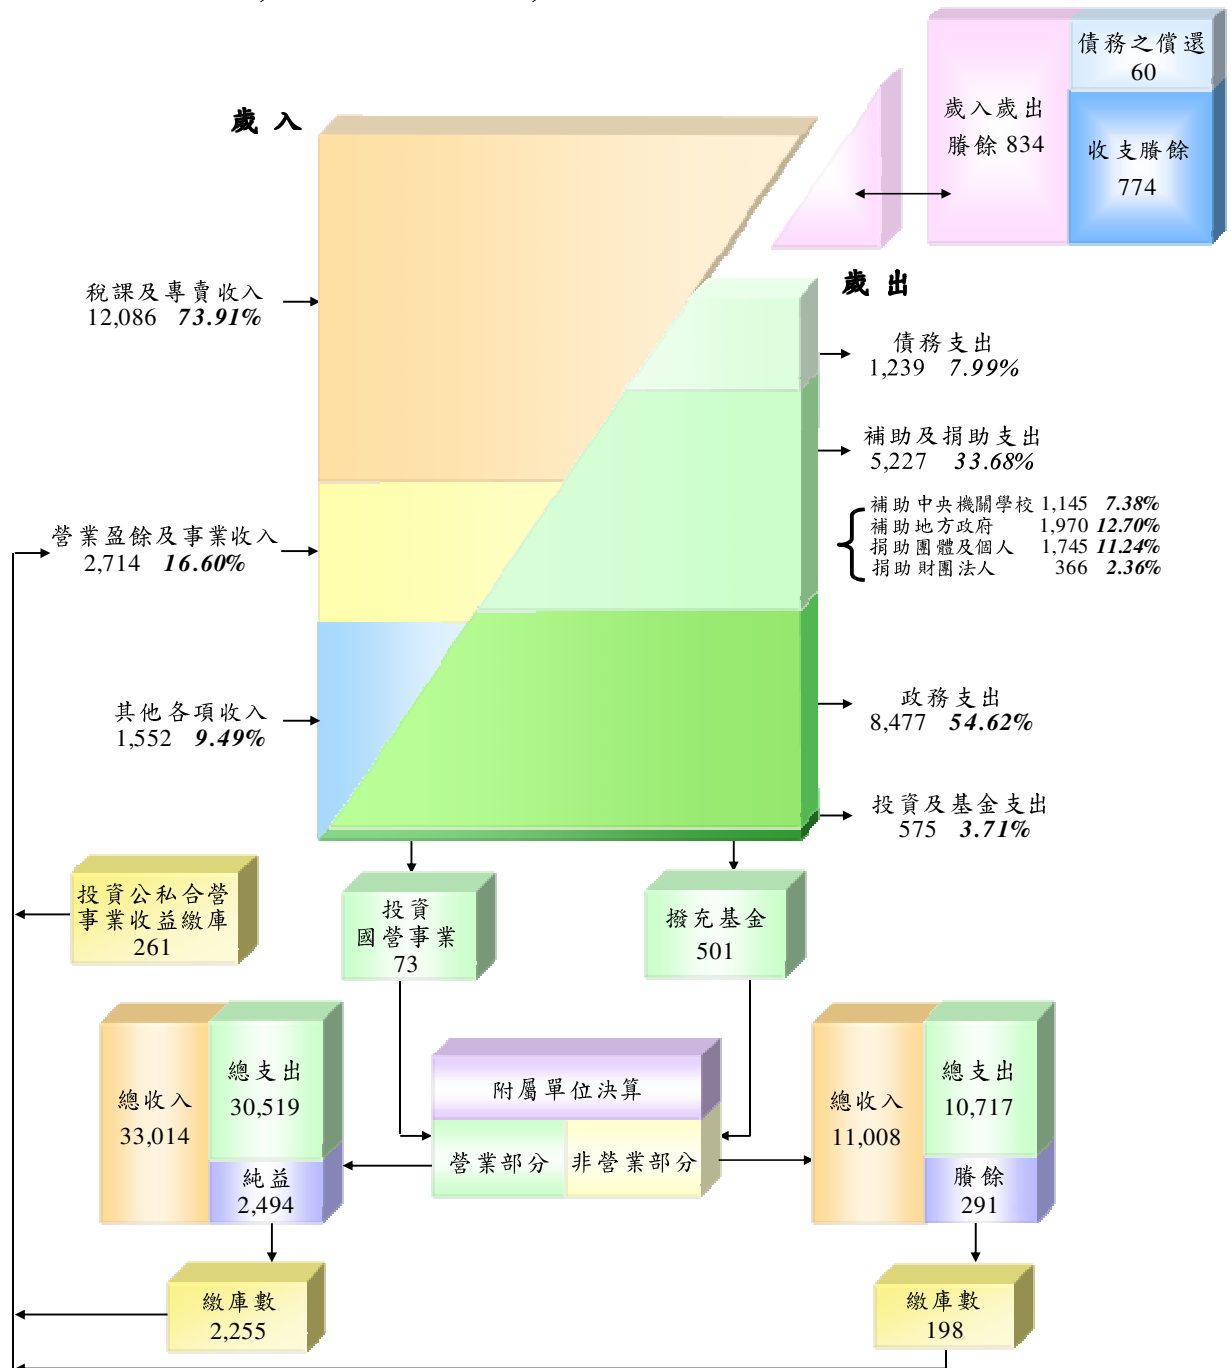 債務之償還
60
歲入歲出
賸餘 834
收支賸餘
774
歲入
歲出
稅課及專賣收入
12,086 73.91%
債務支出
1,239 7.99%
補助及捐助支出
5,227 33.68%
補助中央機關學校 1,145 7.38%
補助地方政府 1,970 12.70%
捐助團體及個人 1,745 11.24%
捐助財團法人 366 2.36%
營業盈餘及事業收入
2,714 16.60%
其他各項收入
1,552 9.49%
政務支出
8,477 54.62%
投資及基金支出
575 3.71%
投資公私合營
事業收益繳庫
261
投資
國營事業
73
撥充基金
501
總收入
33,014
總支出
30,519
純益
2,494
附屬單位決算
營業部分
非營業部分
總收入
11,008
總支出
10,717
賸餘
291
繳庫數
2,255
繳庫數
198